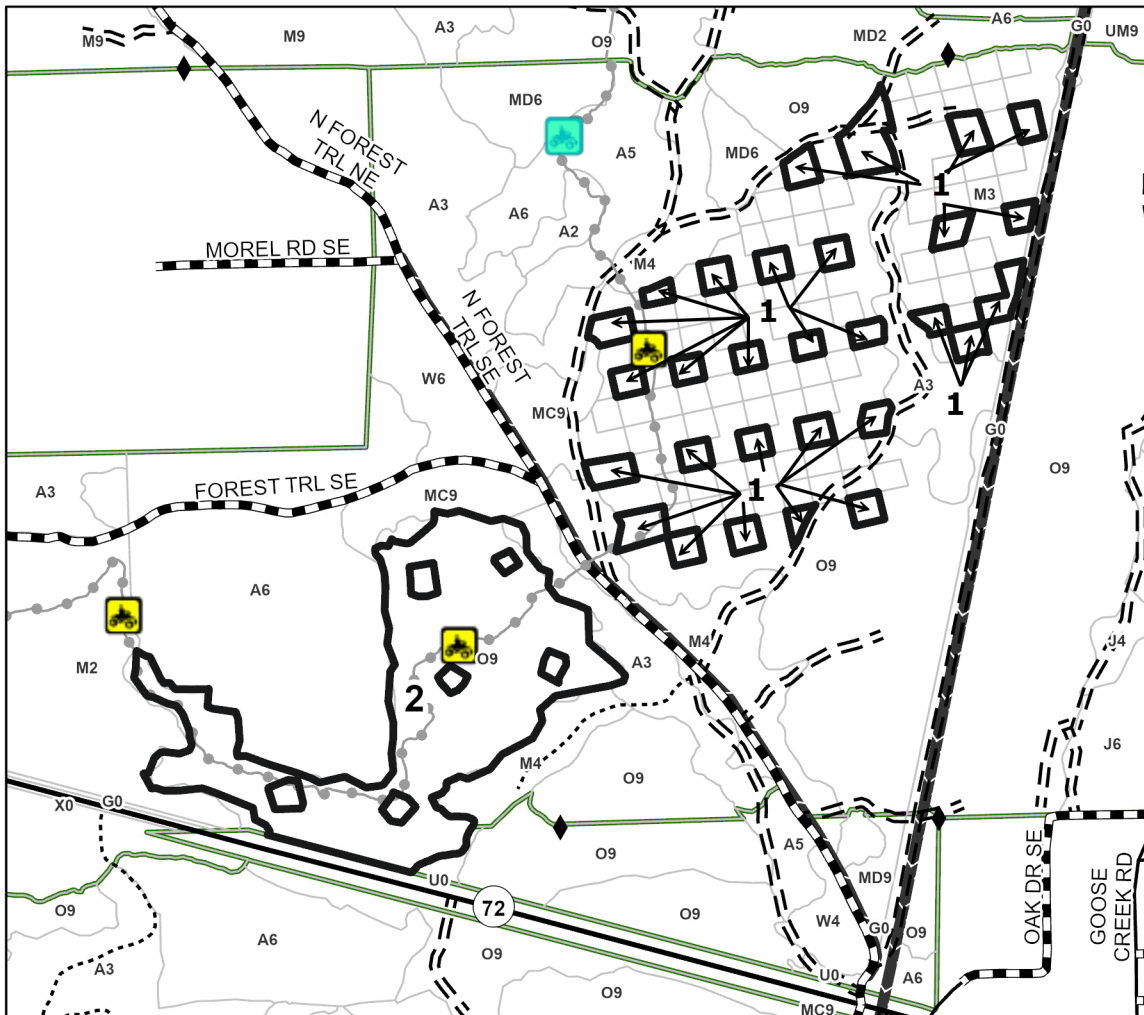 A3
A6
G0
M9
M9
O9
MD2
UM9
MD6
O9
N FOREST
TRL NE
A5
MD6
1
M3
A3
A6
A2
MOREL RD SE
M4
N FOREST
TRL SE
1
W6
A3
MC9
1
G0
O9
FOREST TRL SE
A3
MC9
1
O9
A6
M4
J4
O9
A3
M2
2
J6
M4
O9
X0
G0
A5
O9
MD9
U0
72
OAK DR SE
GOOSE
CREEK RD
O9
O9
W4
G0
O9
A6
O9
A3
U0
A6
O9
MC9